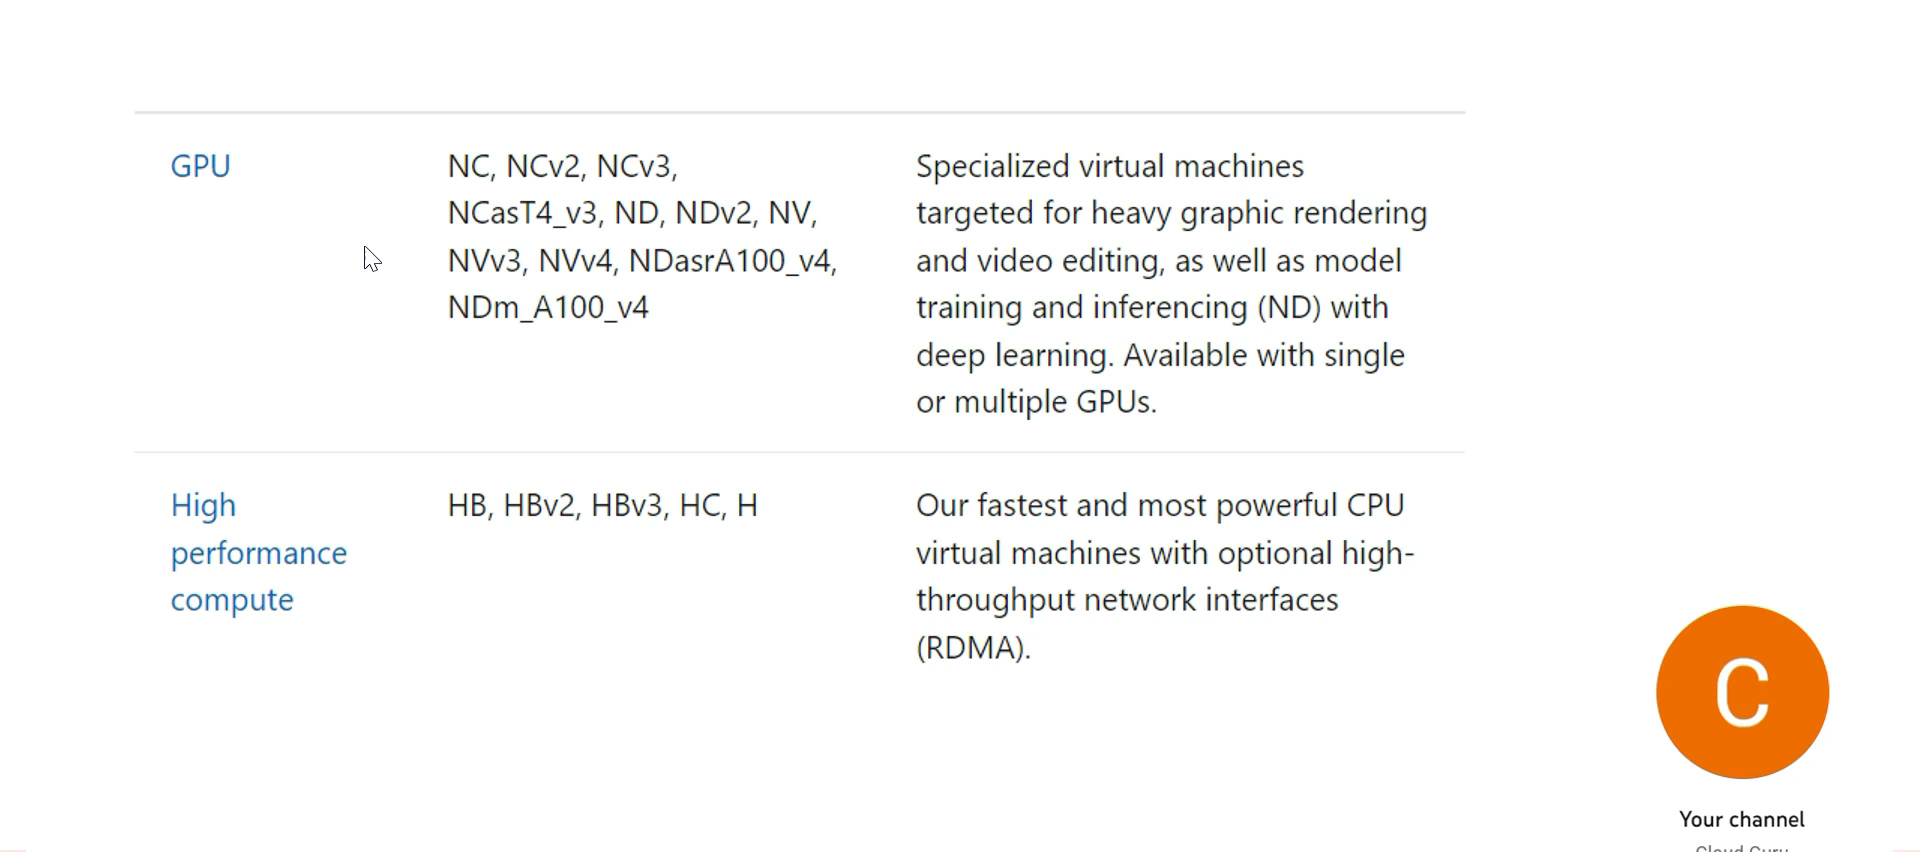 GPU
NC, NCv2, NCv3,
NCasT4_v3, ND, NDv2, NV,
NVv3, NVv4, NDasrA100_v4,
NDm_A100_v4
Specialized virtual machines
targeted for heavy graphic rendering
and video editing, as well as model
training and inferencing (ND) with
deep learning. Available with single
or multiple GPUs.
High
performance
compute
HB, HBv2, HBv3, HC, H
Our fastest and most powerful CPU
virtual machines with optional high-
throughput network interfaces
(RDMA).
C
Your channel
Cloud Guru